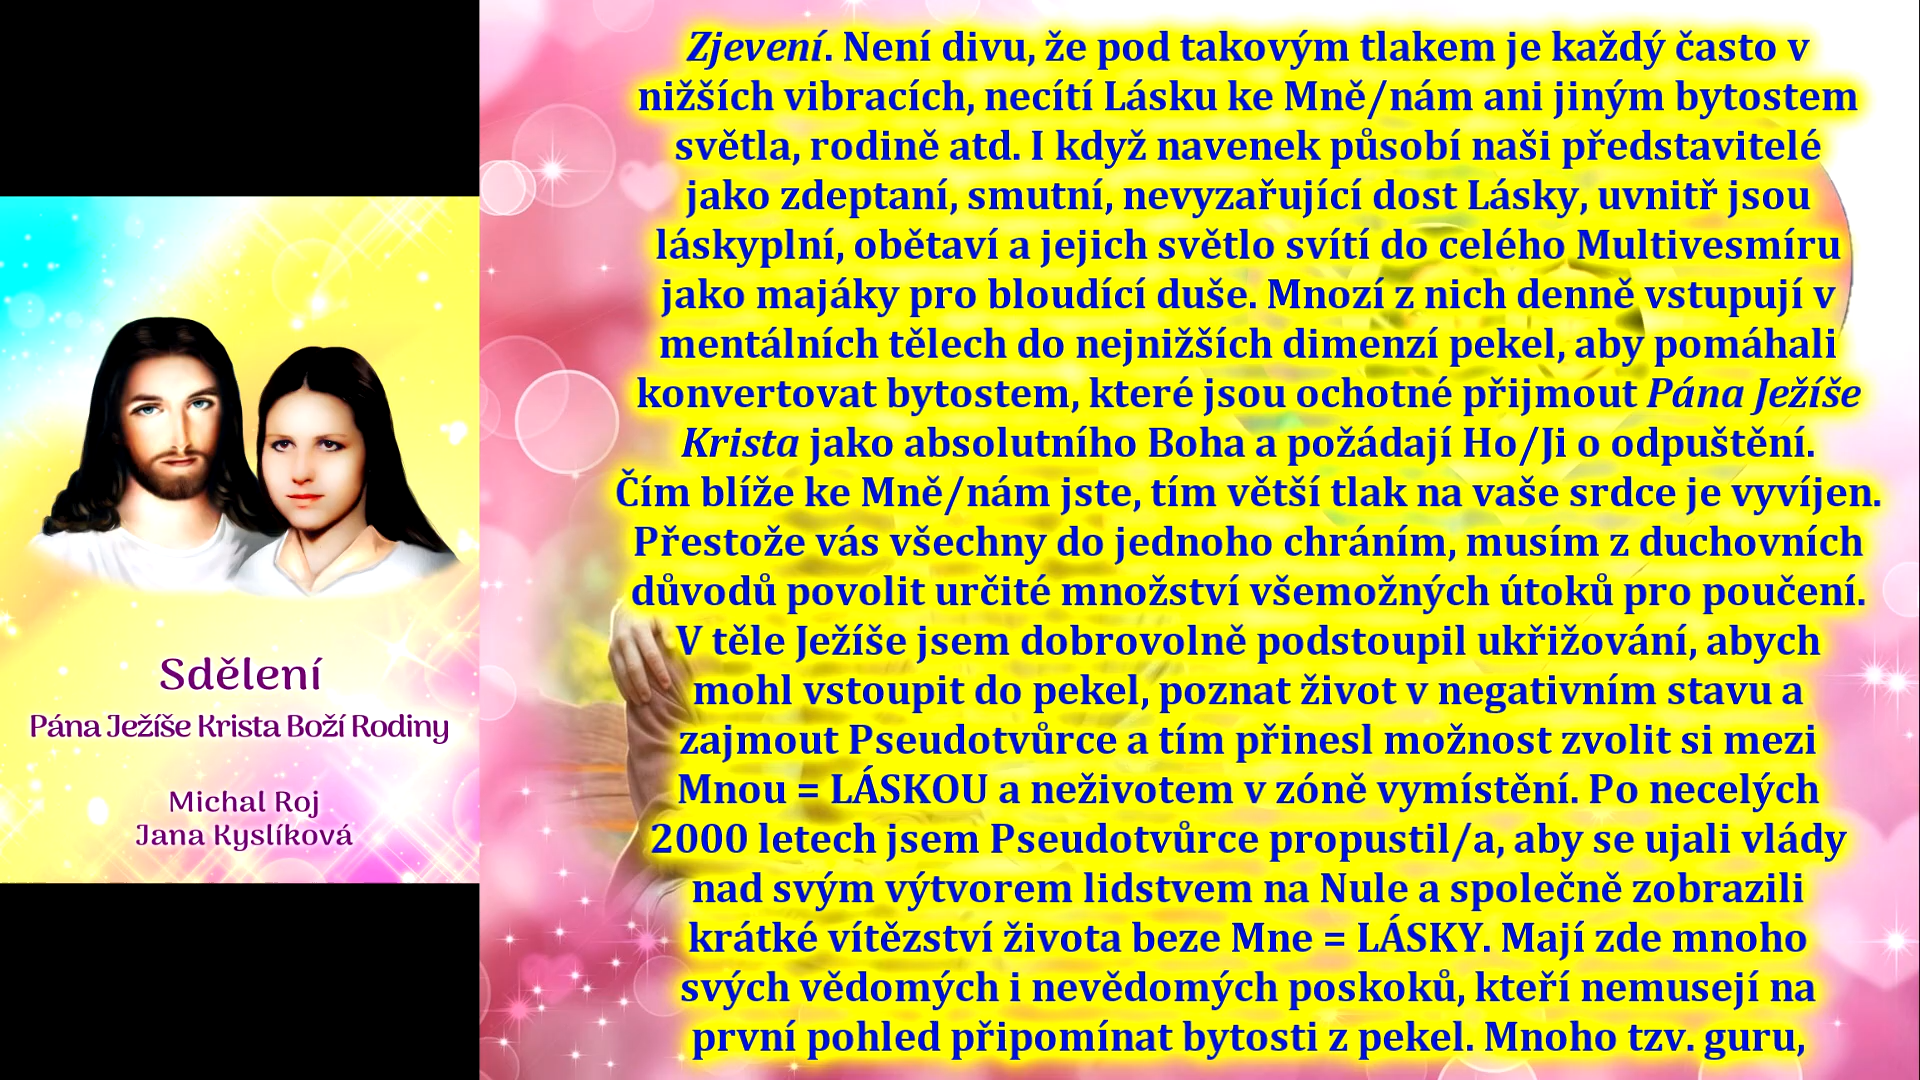 Sdělení
Pána Ježíše Krista Boží Rodiny
Michal Roj
Jana Kyslíková
Zjevení. Není divu, že pod takovým tlakem je každý často v
nižších vibracích, necítí Lásku ke Mně/nám ani jiným bytostem
světla, rodině atd. I když navenek působí naši představitelé
jako zdeptaní, smutní, nevyzařující dost Lásky, uvnitř jsou
láskyplní, obětaví a jejich světlo svítí do celého Multivesmíru
jako majáky pro bloudící duše. Mnozí z nich denně vstupují v
mentálních tělech do nejnižších dimenzí pekel, aby pomáhali
konvertovat bytostem, které jsou ochotné přijmout Pána Ježíše
Krista jako absolutního Boha a požádají Ho/Ji o odpuštění.
Čím blíže ke Mně/nám jste, tím větší tlak na vaše srdce je vyvíjen.
Přestože vás všechny do jednoho chráním, musím z duchovních
důvodů povolit určité množství všemožných útoků pro poučení.
V těle Ježíše jsem dobrovolně podstoupil ukřižování, abych
mohl vstoupit do pekel, poznat život v negativním stavu a
zajmout Pseudotvůrce a tím přinesl možnost zvolit si mezi
Mnou = LÁSKOU a neživotem v zóně vymístění. Po necelých
2000 letech jsem Pseudotvůrce propustil/a, aby se ujali vlády
nad svým výtvorem lidstvem na Nule a společně zobrazili
krátké vítězství života beze Mne = LÁSKY. Mají zde mnoho
svých vědomých i nevědomých poskoků, kteří nemusejí na
první pohled připomínat bytosti z pekel. Mnoho tzv. guru,